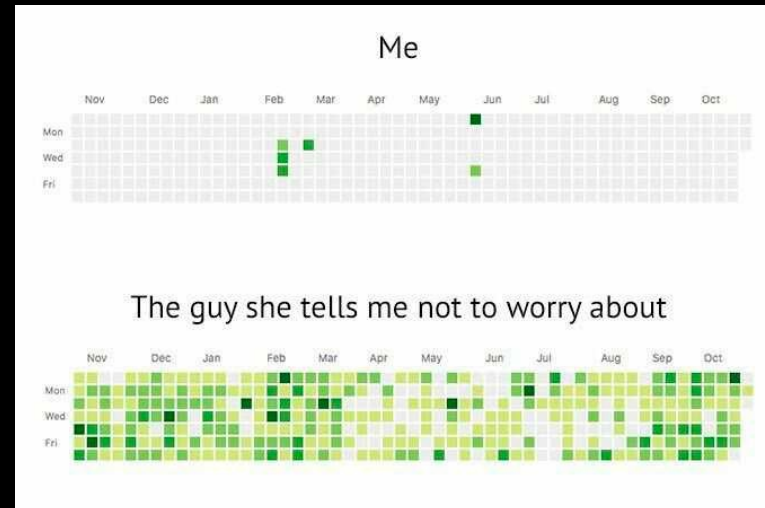 Me
Nov Dec Jan Feb Mar Apr May Jun Jul Aug Sep Oct
Mon
Wed
Fri
The guy she tells me not to worry about
Nov Dec Jan Feb Mar Apr May Jun Jul Aug Sep Oct
Mon
Wed
Fri